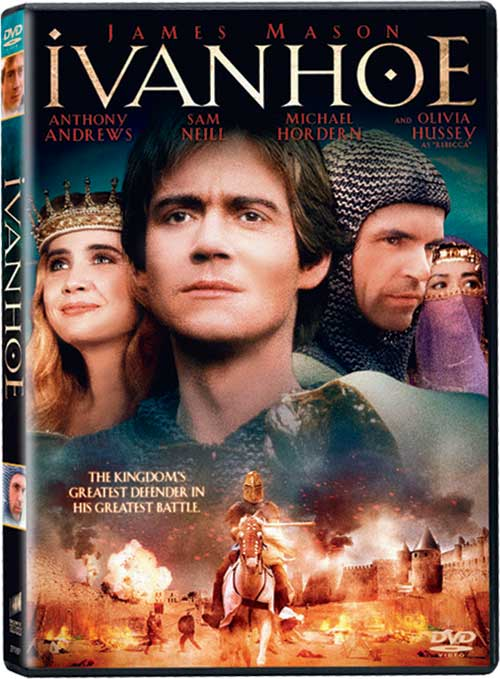 JAMES MASON
IVANHOE
ANTHONY ANDREWS
SAM NEILL
MICHAEL HORDERN
AND OLIVIA HUSSEY
AS "REBECCA"
THE KINGDOM'S
GREATEST DEFENDER IN
HIS GREATEST BATTLE.
DVD
VIDEO
DVD
IVANHOE